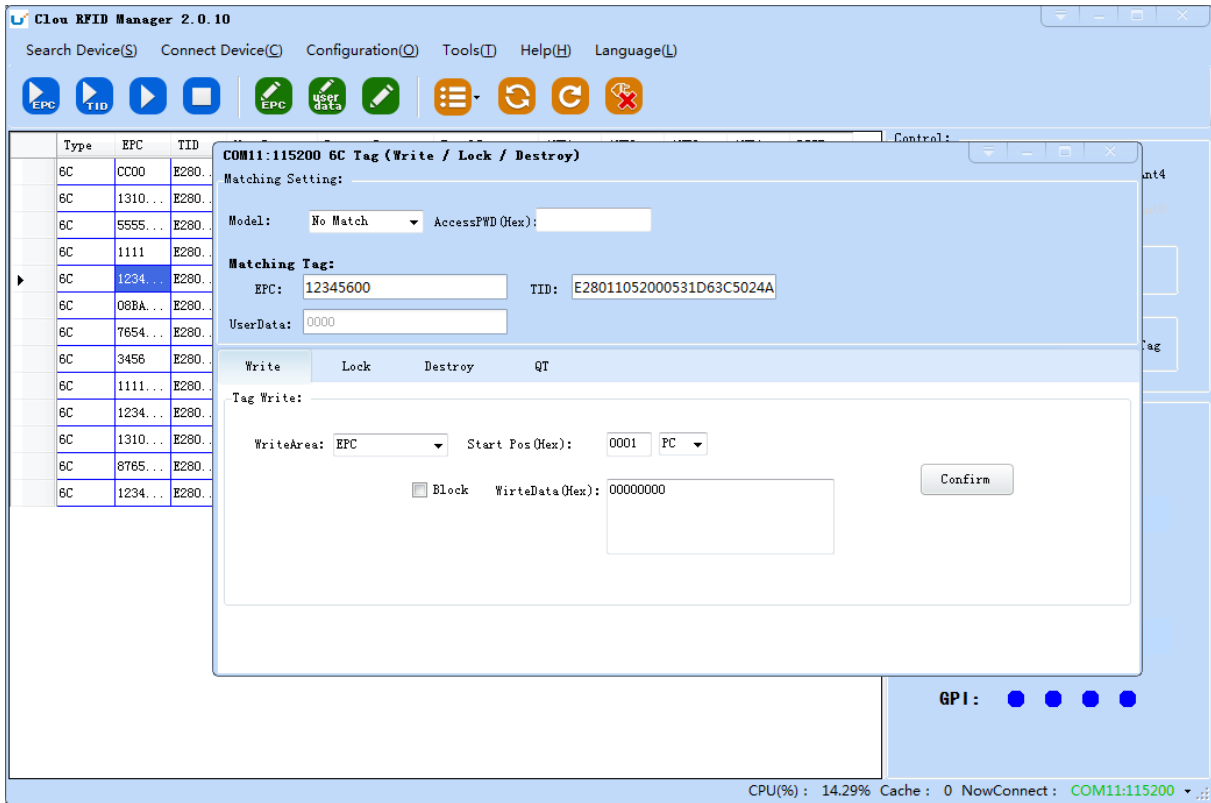 Clou RFID Manager 2.0.10
Search Device(S) Connect Device(C) Configuration(O) Tools(T) Help(H) Language(L)
EPC TID EPC user data
Type EPC TID
Control:
COM11:115200 6C Tag (Write / Lock / Destroy)
6C CC00 E280..
Matching Setting:
nt4
6C 1310... E280..
6C 5555... E280..
Model: No Match AccessPWD(Hex):
6C 1111 E280..
Matching Tag:
6C 1234... E280..
EPC: 12345600 TID: E28011052000531D63C5024A
6C 08BA... E280..
UserData: 0000
6C 7654... E280..
ag
6C 3456 E280..
Write Lock Destroy QT
6C 1111... E280..
Tag Write:
6C 1234... E280..
6C 1310... E280..
WriteArea: EPC Start Pos(Hex): 0001 PC
6C 8765... E280..
Confirm
6C 1234... E280..
Block WirteData(Hex): 00000000
GPI:
CPU(%) : 14.29% Cache : 0 NowConnect : COM11:115200